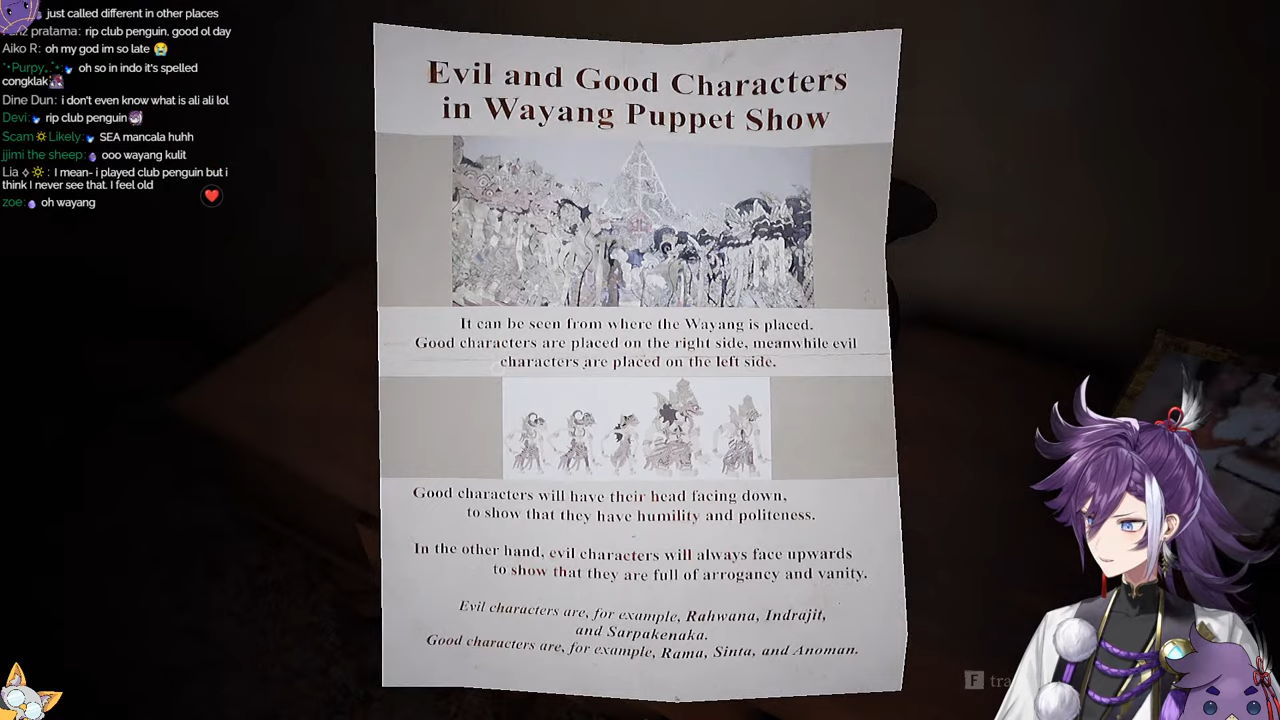 just called different in other places
pratama: rip club penguin, good ol day
Aiko R: oh my god im so late 😭
Purpy, oh so in indo it's spelled
congklak
Dine Dun: i don't even know what is ali ali lol
Devi: rip club penguin
Scam☀Likely: SEA mancala huhh
jjimi the sheep: ooo wayang kulit
Lia ⟡☀: I mean- i played club penguin but i
think I never see that. I feel old
zoe: oh wayang
Evil and Good Characters
in Wayang Puppet Show
It can be seen from where the Wayang is placed.
Good characters are placed on the right side, meanwhile evil
characters are placed on the left side.
Good characters will have their head facing down,
to show that they have humility and politeness.
In the other hand, evil characters will always face upwards
to show that they are full of arrogancy and vanity.
Evil characters are, for example, Rahwana, Indrajit,
and Sarpakenaka.
Good characters are, for example, Rama, Sinta, and Anoman.
F